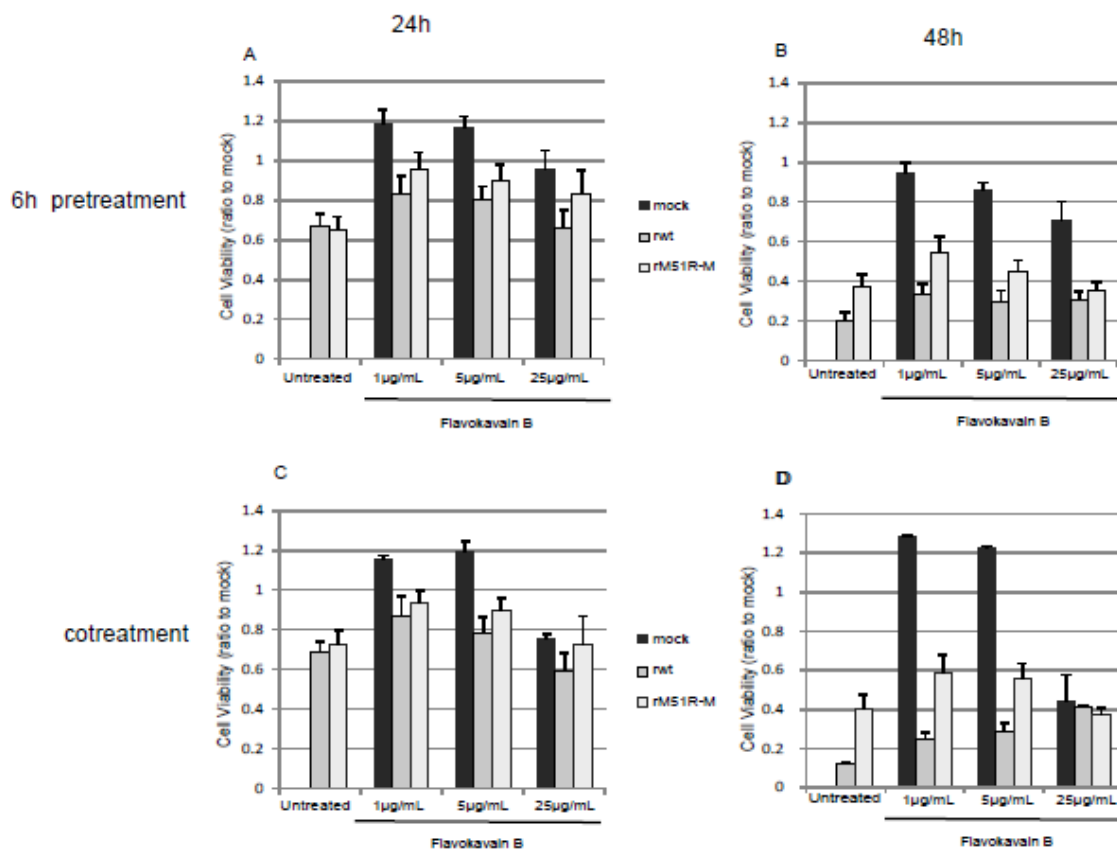 24h
48h
6h pretreatment
cotreatment
A
Cell Viability (ratio to mock)
1.4
1.2
1
0.8
0.6
0.4
0.2
0
Untreated 1µg/mL 5µg/mL 25µg/mL
Flavokavain B
mock
rwt
rM51R-M
B
Cell Viability (ratio to mock)
1.4
1.2
1
0.8
0.6
0.4
0.2
0
Untreated 1µg/mL 5µg/mL 25µg/mL
Flavokavain B
C
Cell Viability (ratio to mock)
1.4
1.2
1
0.8
0.6
0.4
0.2
0
Untreated 1µg/mL 5µg/mL 25µg/mL
Flavokavain B
mock
rwt
rM51R-M
D
Cell Viability (ratio to mock)
1.4
1.2
1
0.8
0.6
0.4
0.2
0
Untreated 1µg/mL 5µg/mL 25µg/mL
Flavokavain B